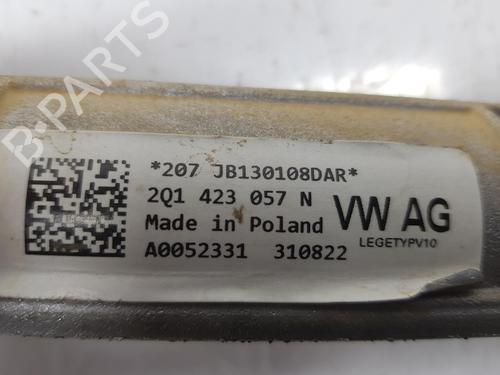 *207 JB130108DAR*
2Q1 423 057 N
Made in Poland
A0052331 310822
VW AG
LEGETYPV10
B-PARTS